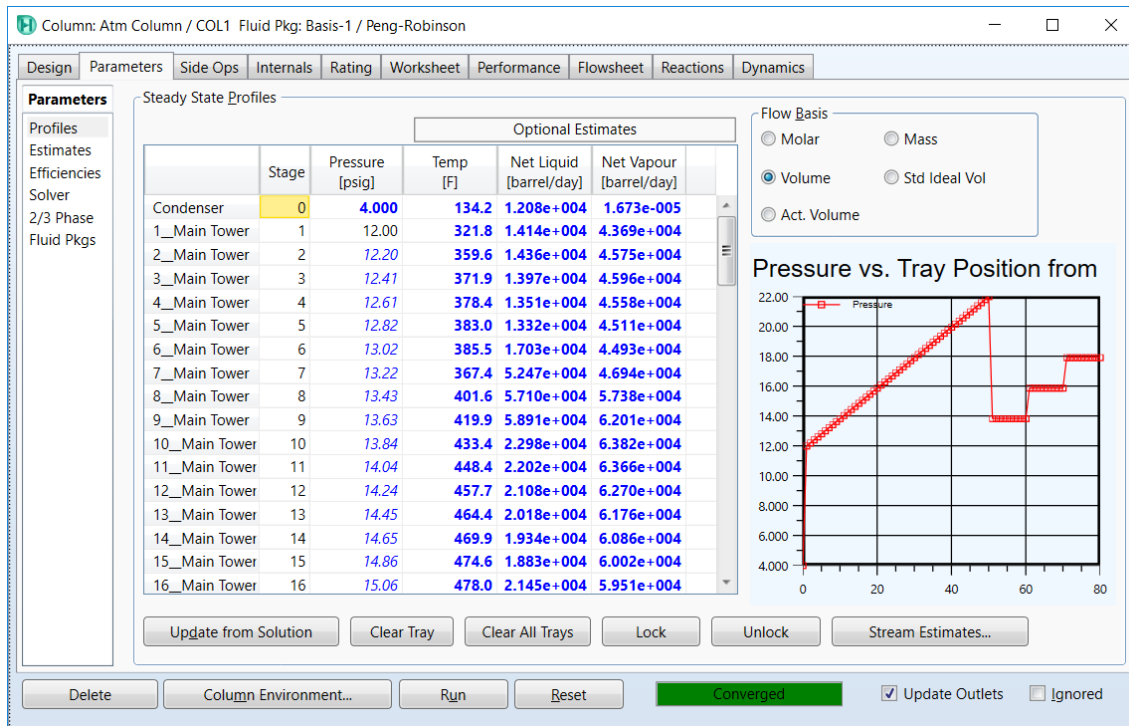 Column: Atm Column / COL1 Fluid Pkg: Basis-1 / Peng-Robinson
Design Parameters Side Ops Internals Rating Worksheet Performance Flowsheet Reactions Dynamics
Parameters
Profiles
Estimates
Efficiencies
Solver
2/3 Phase
Fluid Pkgs
Steady State Profiles
Optional Estimates
Stage Pressure [psig] Temp [F] Net Liquid [barrel/day] Net Vapour [barrel/day]
Condenser 0 4.000 134.2 1.208e+004 1.673e-005
1__Main Tower 1 12.00 321.8 1.414e+004 4.369e+004
2__Main Tower 2 12.20 359.6 1.436e+004 4.575e+004
3__Main Tower 3 12.41 371.9 1.397e+004 4.596e+004
4__Main Tower 4 12.61 378.4 1.351e+004 4.558e+004
5__Main Tower 5 12.82 383.0 1.332e+004 4.511e+004
6__Main Tower 6 13.02 385.5 1.703e+004 4.493e+004
7__Main Tower 7 13.22 367.4 5.247e+004 4.694e+004
8__Main Tower 8 13.43 401.6 5.710e+004 5.738e+004
9__Main Tower 9 13.63 419.9 5.891e+004 6.201e+004
10__Main Tower 10 13.84 433.4 2.298e+004 6.382e+004
11__Main Tower 11 14.04 448.4 2.202e+004 6.366e+004
12__Main Tower 12 14.24 457.7 2.108e+004 6.270e+004
13__Main Tower 13 14.45 464.4 2.018e+004 6.176e+004
14__Main Tower 14 14.65 469.9 1.934e+004 6.086e+004
15__Main Tower 15 14.86 474.6 1.883e+004 6.002e+004
16__Main Tower 16 15.06 478.0 2.145e+004 5.951e+004
Flow Basis
Molar Mass
Volume Std Ideal Vol
Act. Volume
Pressure vs. Tray Position from
Pressure
22.00
20.00
18.00
16.00
14.00
12.00
10.00
8.000
6.000
4.000
0 20 40 60 80
Update from Solution Clear Tray Clear All Trays Lock Unlock Stream Estimates...
Delete Column Environment... Run Reset Converged Update Outlets Ignored